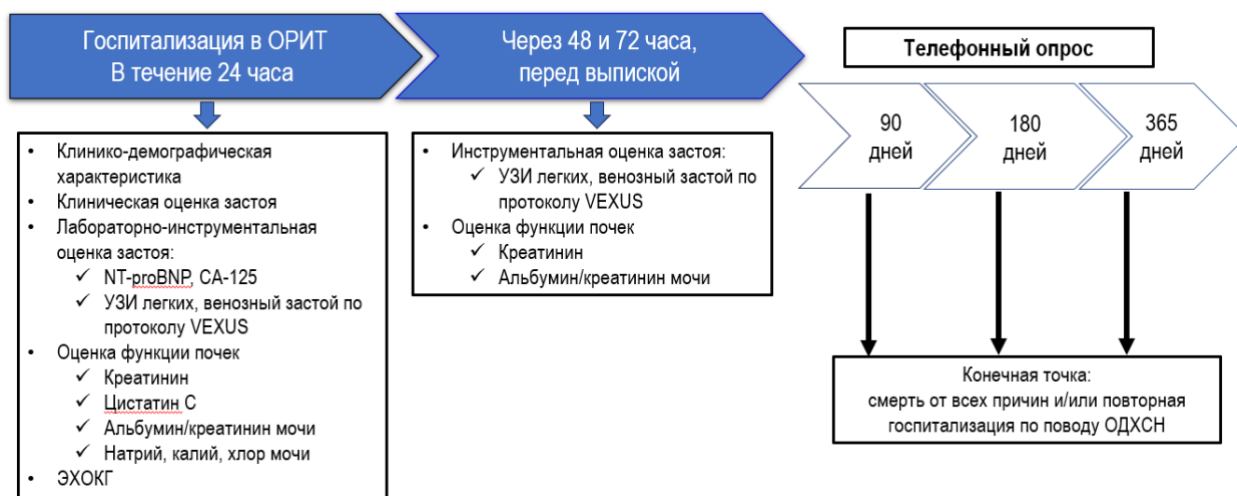 Госпитализация в ОРИТ
В течение 24 часа
• Клинико-демографическая
характеристика
• Клиническая оценка застоя
• Лабораторно-инструментальная
оценка застоя:
✓ NT-proBNP, CA-125
✓ УЗИ легких, венозный застой по
протоколу VEXUS
• Оценка функции почек
✓ Креатинин
✓ Цистатин С
✓ Альбумин/креатинин мочи
✓ Натрий, калий, хлор мочи
• ЭХОКГ
Через 48 и 72 часа,
перед выпиской
• Инструментальная оценка застоя:
✓ УЗИ легких, венозный застой по
протоколу VEXUS
• Оценка функции почек
✓ Креатинин
✓ Альбумин/креатинин мочи
Телефонный опрос
90
дней
180
дней
365
дней
Конечная точка:
смерть от всех причин и/или повторная
госпитализация по поводу ОДХСН